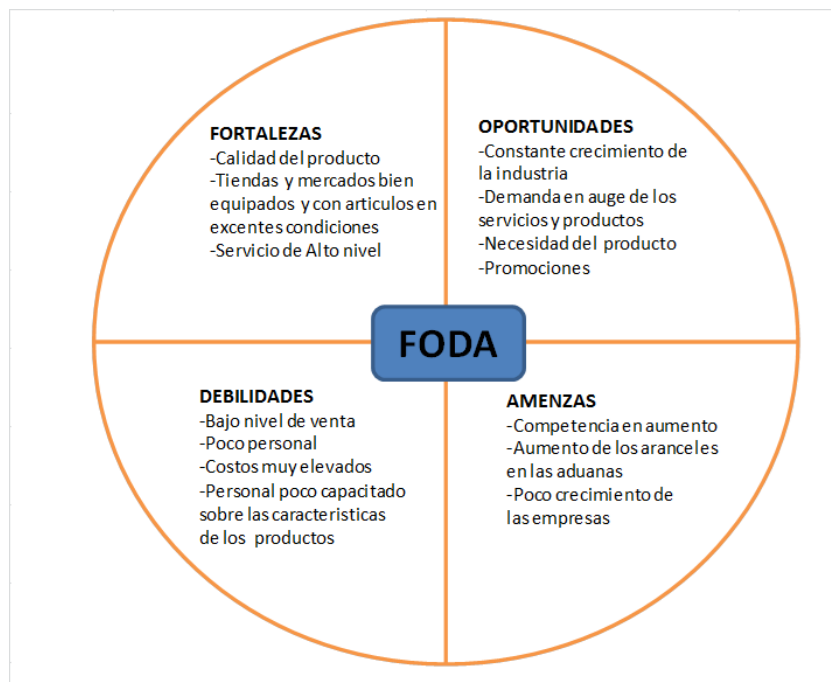 FORTALEZAS
-Calidad del producto
-Tiendas y mercados bien
equipados y con articulos en
excentes condiciones
-Servicio de Alto nivel
OPORTUNIDADES
-Constante crecimiento de
la industria
-Demanda en auge de los
servicios y productos
-Necesidad del producto
-Promociones
FODA
DEBILIDADES
-Bajo nivel de venta
-Poco personal
-Costos muy elevados
-Personal poco capacitado
sobre las caracteristicas
de los productos
AMENZAS
-Competencia en aumento
-Aumento de los aranceles
en las aduanas
-Poco crecimiento de
las empresas